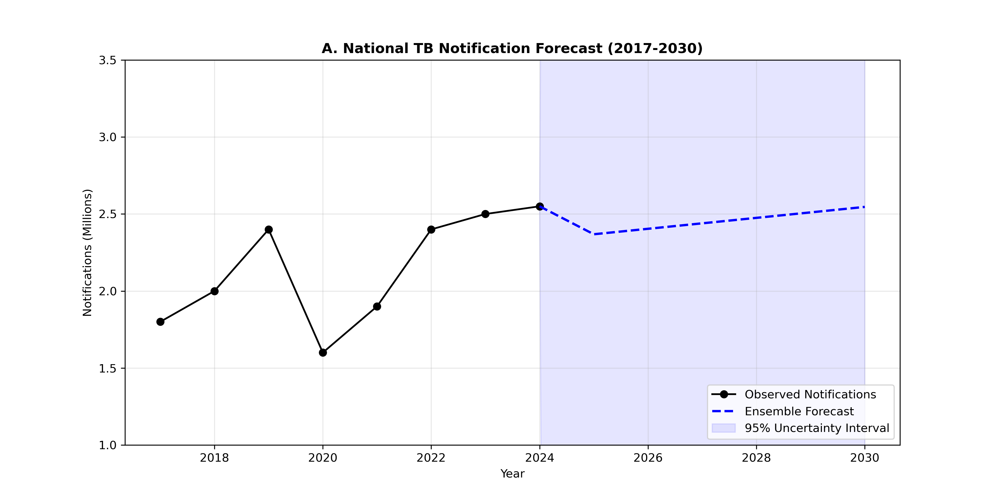 A. National TB Notification Forecast (2017-2030)
3.5
3.0
2.5
2.0
1.5
1.0
Notifications (Millions)
2018
2020
2022
2024
2026
2028
2030
Year
Observed Notifications
Ensemble Forecast
95% Uncertainty Interval